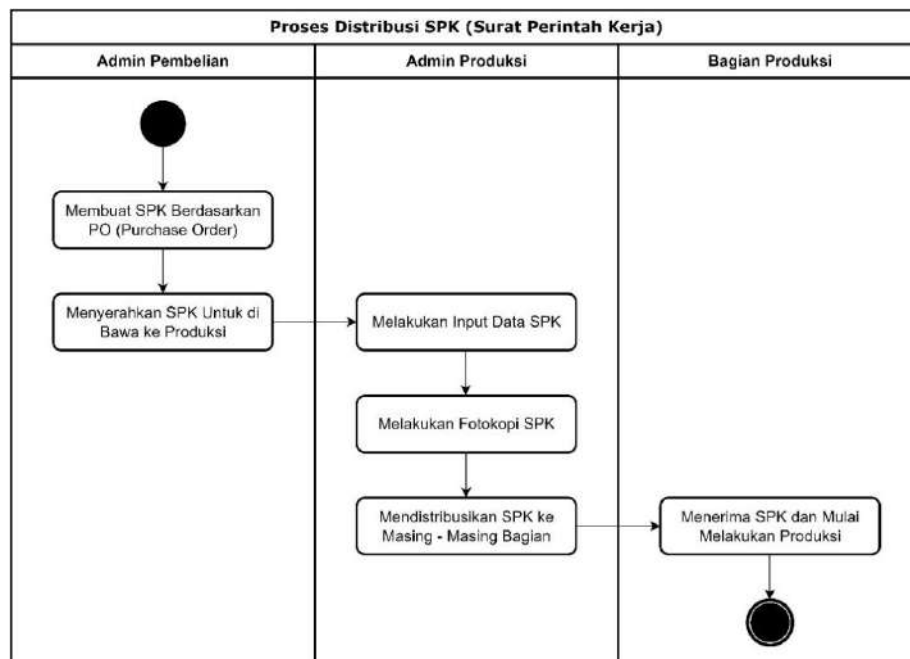 Proses Distribusi SPK (Surat Perintah Kerja)
Admin Pembelian
Admin Produksi
Bagian Produksi
Membuat SPK Berdasarkan
PO (Purchase Order)
Menyerahkan SPK Untuk di
Bawa ke Produksi
Melakukan Input Data SPK
Melakukan Fotokopi SPK
Mendistribusikan SPK ke
Masing - Masing Bagian
Menerima SPK dan Mulai
Melakukan Produksi